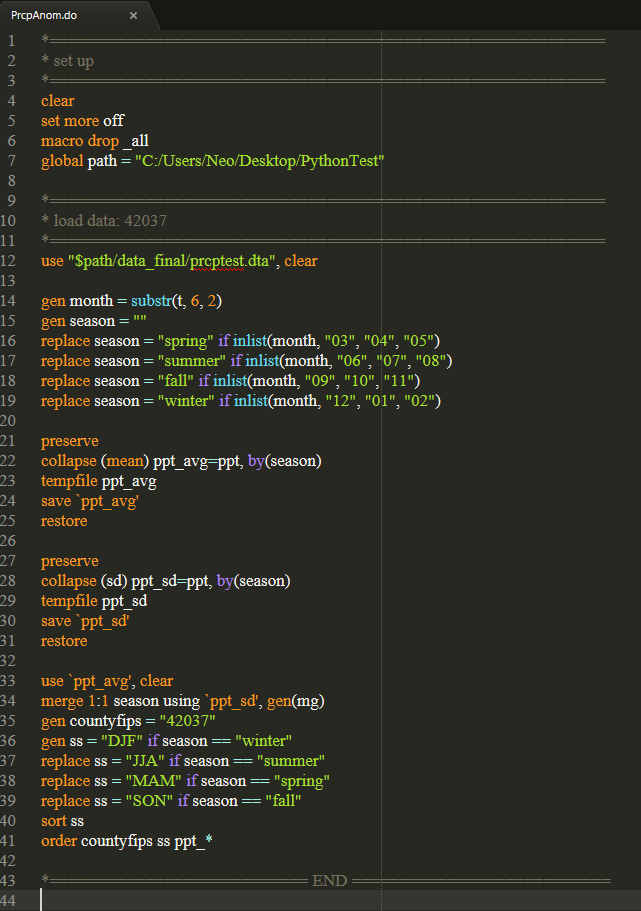 PrcpAnom.do ×
1 *==============================================================
2 * set up
3 *==============================================================
4 clear
5 set more off
6 macro drop _all
7 global path = "C:/Users/Neo/Desktop/PythonTest"
8
9 *==============================================================
10 * load data: 42037
11 *==============================================================
12 use "$path/data_final/prcptest.dta", clear
13
14 gen month = substr(t, 6, 2)
15 gen season = ""
16 replace season = "spring" if inlist(month, "03", "04", "05")
17 replace season = "summer" if inlist(month, "06", "07", "08")
18 replace season = "fall" if inlist(month, "09", "10", "11")
19 replace season = "winter" if inlist(month, "12", "01", "02")
20
21 preserve
22 collapse (mean) ppt_avg=ppt, by(season)
23 tempfile ppt_avg
24 save `ppt_avg'
25 restore
26
27 preserve
28 collapse (sd) ppt_sd=ppt, by(season)
29 tempfile ppt_sd
30 save `ppt_sd'
31 restore
32
33 use `ppt_avg', clear
34 merge 1:1 season using `ppt_sd', gen(mg)
35 gen countyfips = "42037"
36 gen ss = "DJF" if season == "winter"
37 replace ss = "JJA" if season == "summer"
38 replace ss = "MAM" if season == "spring"
39 replace ss = "SON" if season == "fall"
40 sort ss
41 order countyfips ss ppt_*
42
43 *============================= END =============================
44